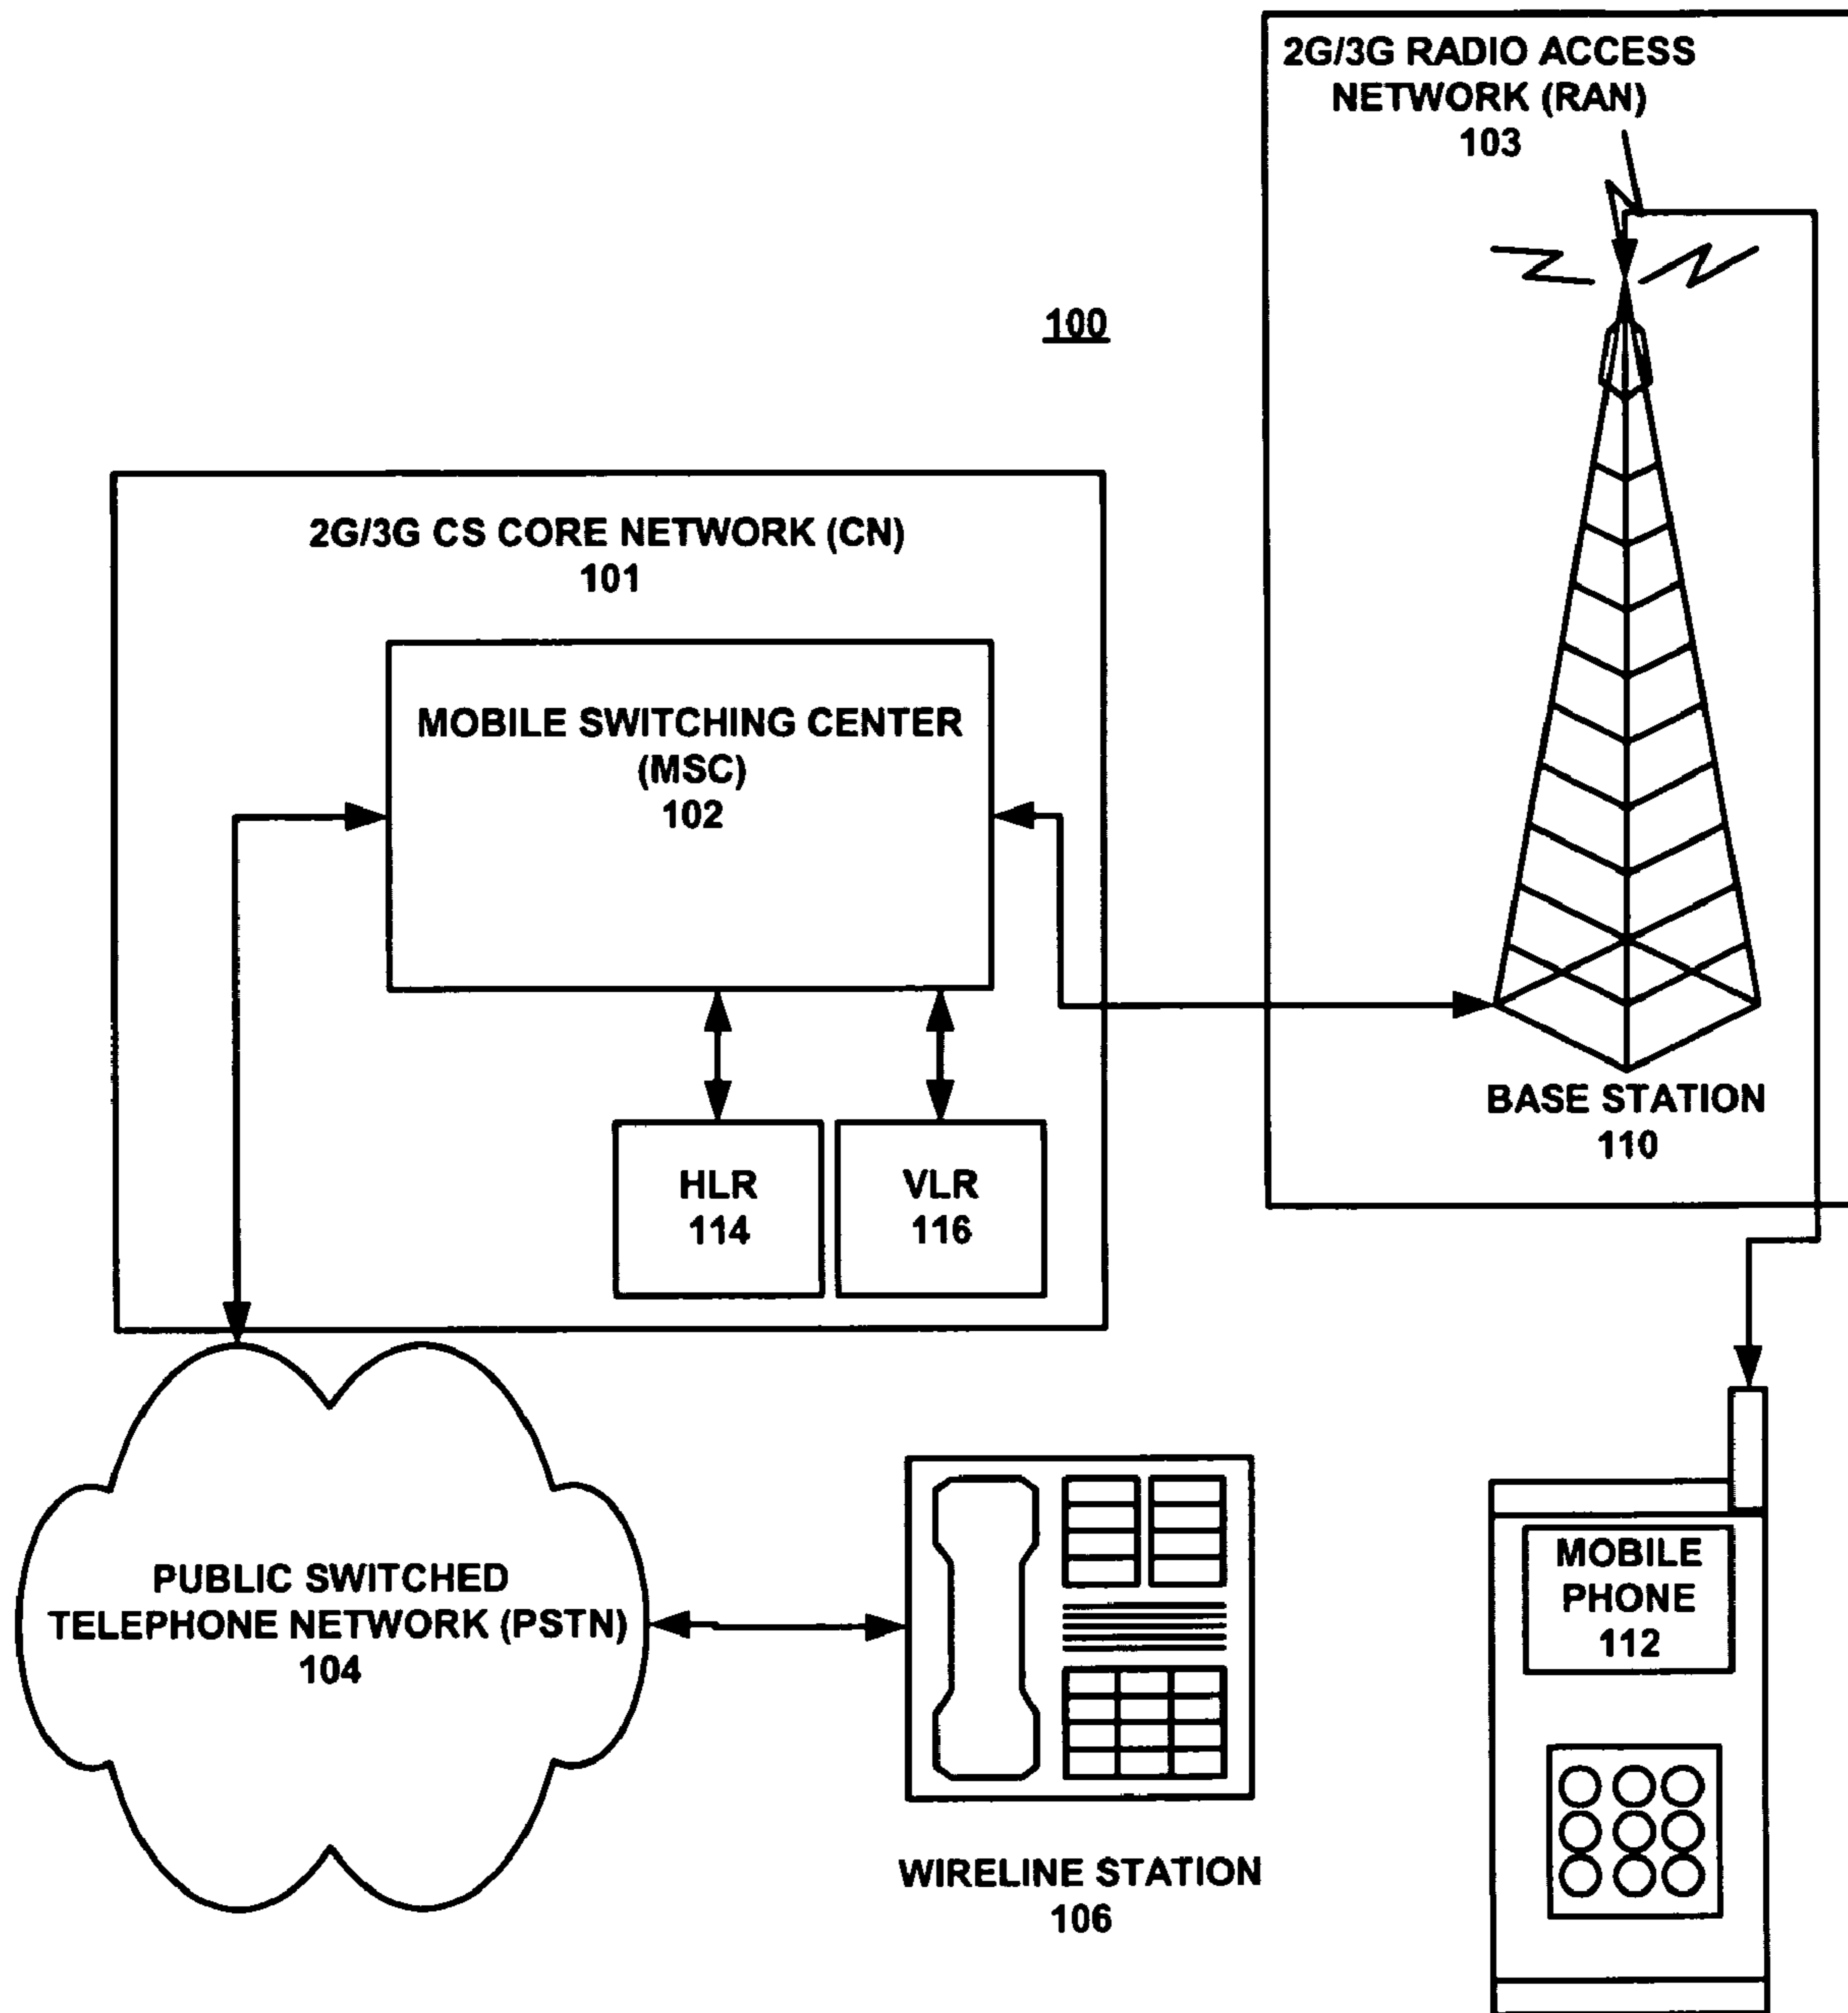 2G/3G RADIO ACCESS
NETWORK (RAN)
103
100
2G/3G CS CORE NETWORK (CN)
101
MOBILE SWITCHING CENTER
(MSC)
102
BASE STATION
110
HLR
114
VLR
116
PUBLIC SWITCHED
TELEPHONE NETWORK (PSTN)
104
MOBILE
PHONE
112
WIRELINE STATION
106